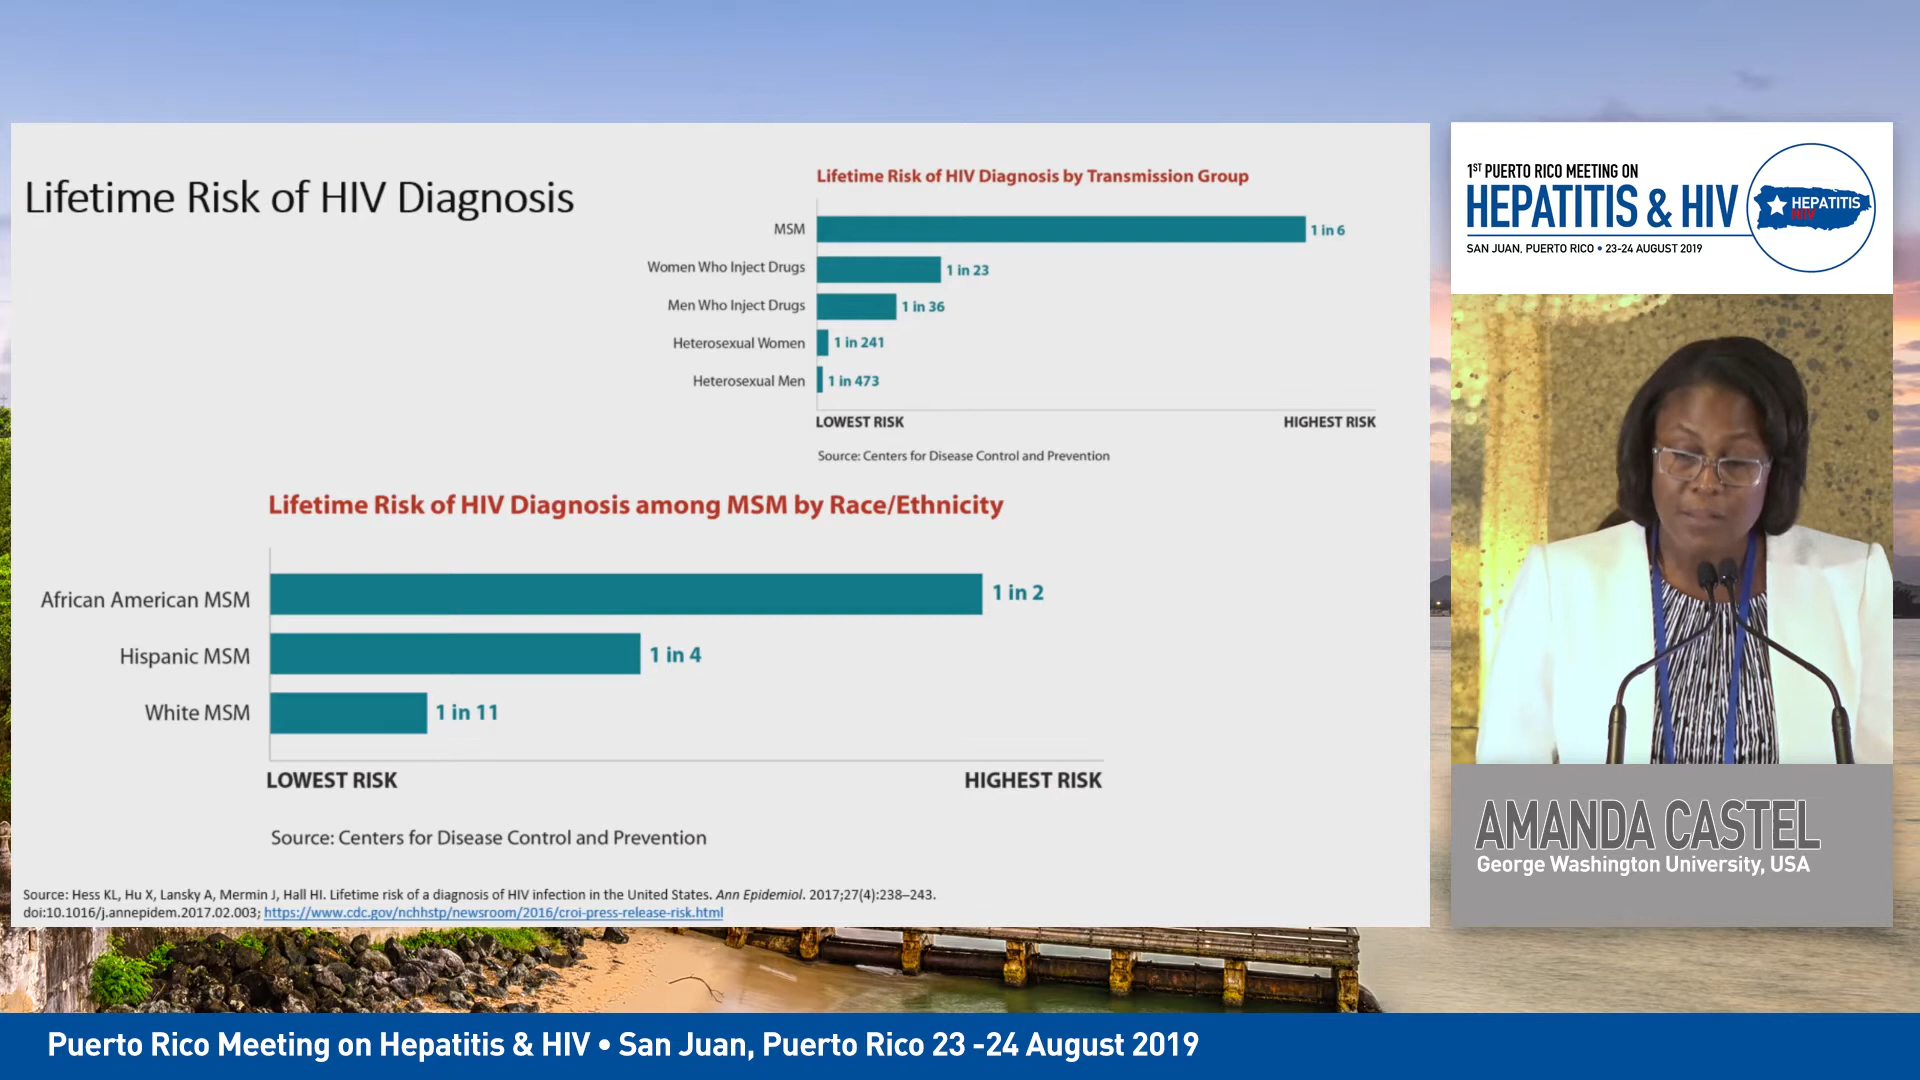 Lifetime Risk of HIV Diagnosis
Lifetime Risk of HIV Diagnosis by Transmission Group
MSM 1 in 6
Women Who Inject Drugs 1 in 23
Men Who Inject Drugs 1 in 36
Heterosexual Women 1 in 241
Heterosexual Men 1 in 473
LOWEST RISK HIGHEST RISK
Source: Centers for Disease Control and Prevention
Lifetime Risk of HIV Diagnosis among MSM by Race/Ethnicity
African American MSM 1 in 2
Hispanic MSM 1 in 4
White MSM 1 in 11
LOWEST RISK HIGHEST RISK
Source: Centers for Disease Control and Prevention
Source: Hess KL, Hu X, Lansky A, Mermin J, Hall HI. Lifetime risk of a diagnosis of HIV infection in the United States. Ann Epidemiol. 2017;27(4):238–243.
doi:10.1016/j.annepidem.2017.02.003; https://www.cdc.gov/nchhstp/newsroom/2016/croi-press-release-risk.html
1ST PUERTO RICO MEETING ON
HEPATITIS & HIV
SAN JUAN, PUERTO RICO • 23-24 AUGUST 2019
HEPATITIS
HIV
AMANDA CASTEL
George Washington University, USA
Puerto Rico Meeting on Hepatitis & HIV • San Juan, Puerto Rico 23 -24 August 2019